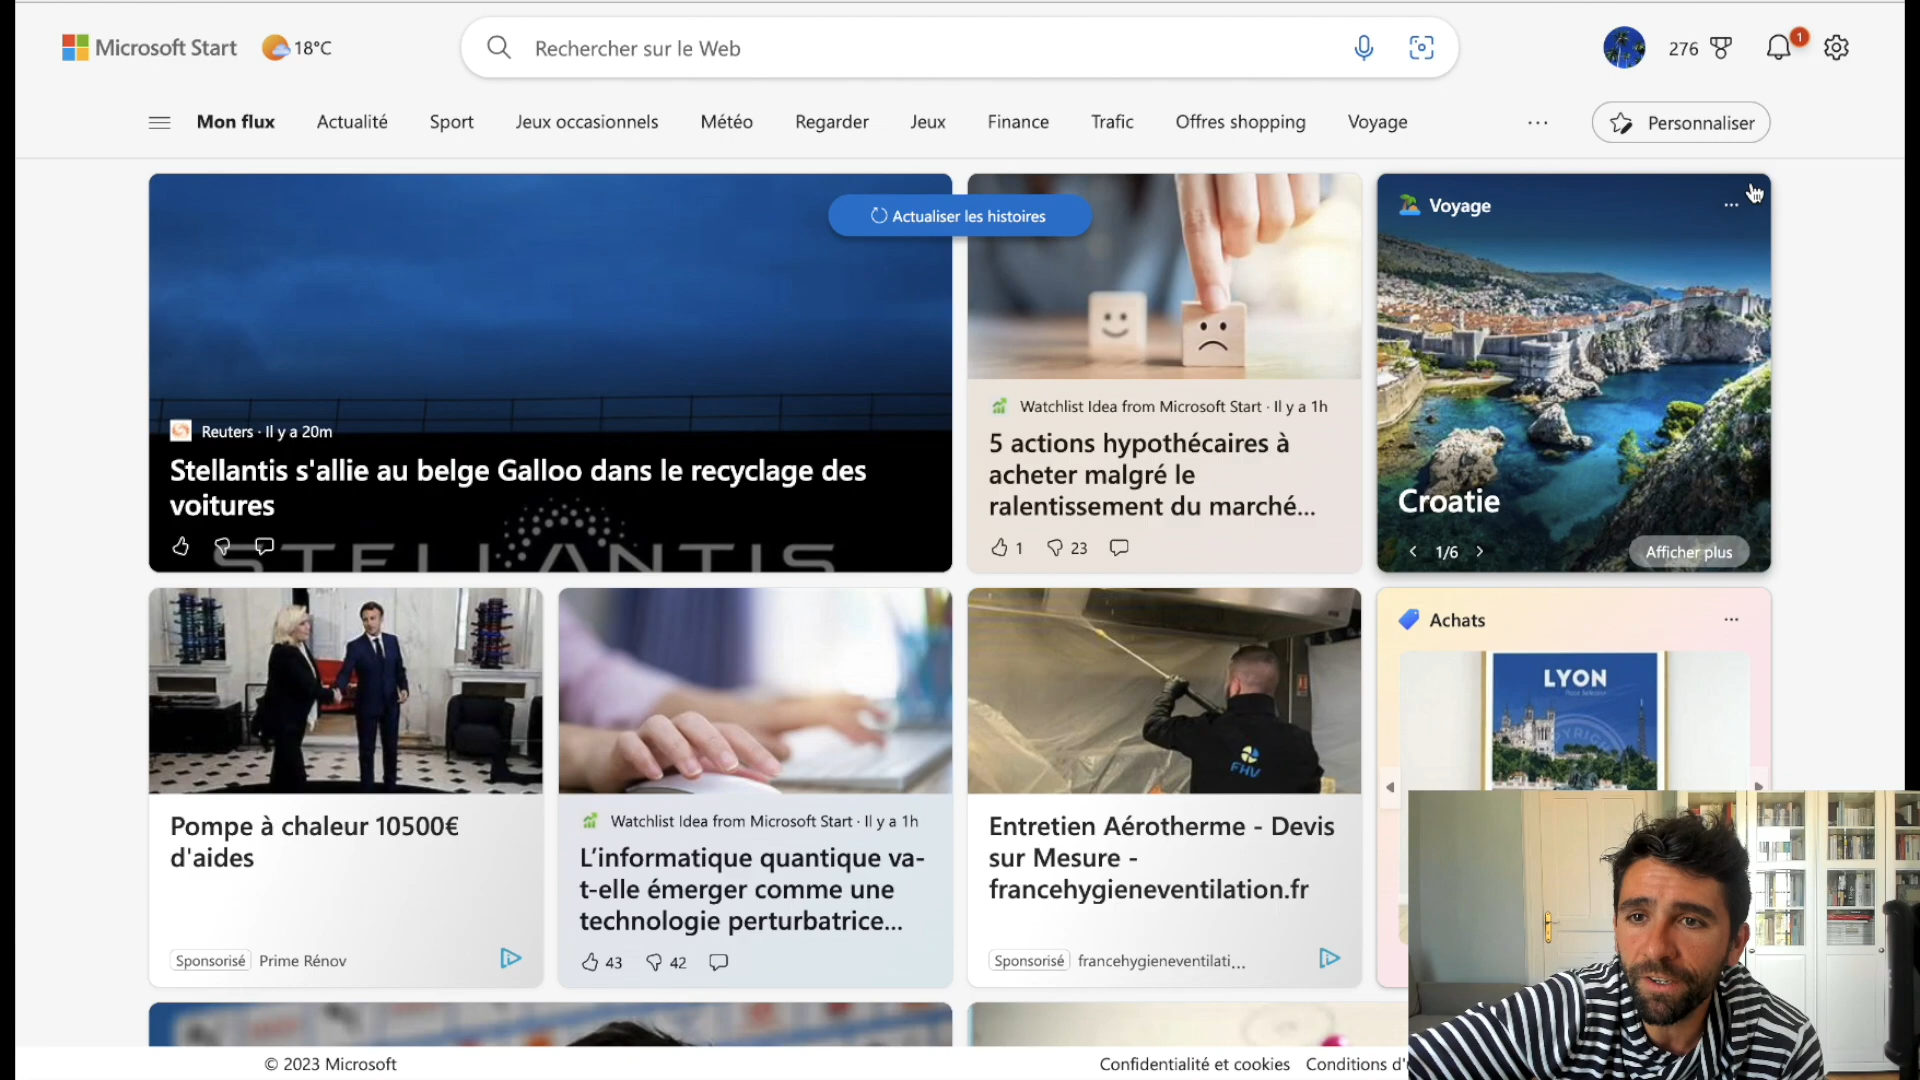 Microsoft Start
18°C
Rechercher sur le Web
276
1
Mon flux
Actualité
Sport
Jeux occasionnels
Météo
Regarder
Jeux
Finance
Trafic
Offres shopping
Voyage
...
Personnaliser
Actualiser les histoires
Reuters · Il y a 20m
Stellantis s'allie au belge Galloo dans le recyclage des
voitures
STELLANTIS
Watchlist Idea from Microsoft Start · Il y a 1h
5 actions hypothécaires à
acheter malgré le
ralentissement du marché...
1
23
Voyage
...
Croatie
1/6
Afficher plus
Pompe à chaleur 10500€
d'aides
Sponsorisé
Prime Rénov
Watchlist Idea from Microsoft Start · Il y a 1h
L’informatique quantique va-
t-elle émerger comme une
technologie perturbatrice...
43
42
FHV
Entretien Aérotherme - Devis
sur Mesure -
francehygieneventilation.fr
Sponsorisé
francehygieneventilati...
Achats
...
LYON
© 2023 Microsoft
Confidentialité et cookies
Conditions d'